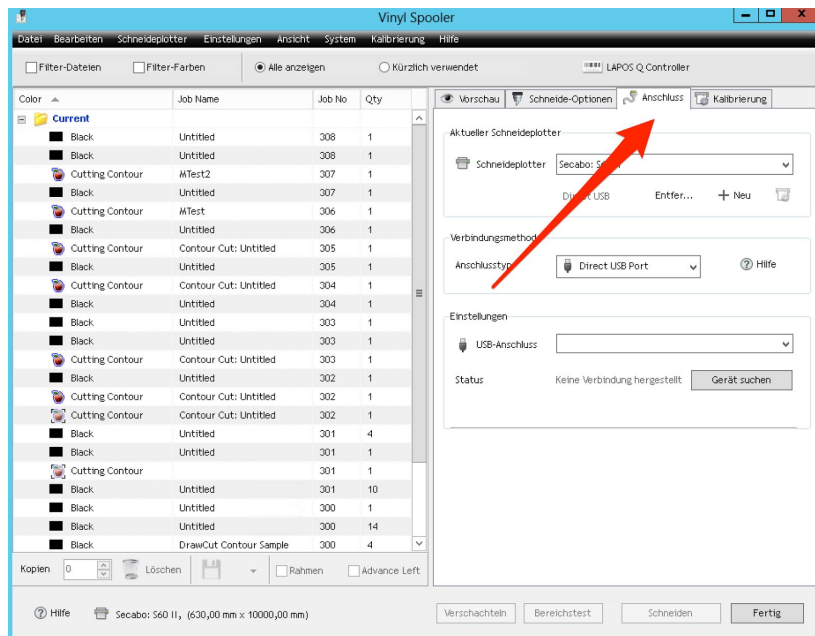 Vinyl Spooler
Datei Bearbeiten Schneideplotter Einstellungen Ansicht System Kalibrierung Hilfe
Filter-Dateien Filter-Farben Alle anzeigen Kürzlich verwendet LAPOS Q Controller
Color Job Name Job No Qty
Current
Black Untitled 308 1
Black Untitled 308 1
Cutting Contour MTest2 307 1
Black Untitled 307 1
Cutting Contour MTest 306 1
Black Untitled 306 1
Cutting Contour Contour Cut: Untitled 305 1
Black Untitled 305 1
Cutting Contour Contour Cut: Untitled 304 1
Black Untitled 304 1
Black Untitled 303 1
Black Untitled 303 1
Cutting Contour Contour Cut: Untitled 303 1
Black Untitled 302 1
Cutting Contour Contour Cut: Untitled 302 1
Cutting Contour Contour Cut: Untitled 302 1
Black Untitled 301 4
Black Untitled 301 1
Cutting Contour 301 1
Black Untitled 301 10
Black Untitled 300 1
Black Untitled 300 14
Black DrawCut Contour Sample 300 4
Kopien 0 Löschen Rahmen Advance Left
Vorschau Schneide-Optionen Anschluss Kalibrierung
Aktueller Schneideplotter
Schneideplotter Secabo:
Direct USB Entfer... + Neu
Verbindungsmethode
Anschlusstyp Direct USB Port Hilfe
Einstellungen
USB-Anschluss
Status Keine Verbindung hergestellt Gerät suchen
Hilfe Secabo: S60 II, (630,00 mm x 10000,00 mm)
Verschachteln Bereichstest Schneiden Fertig